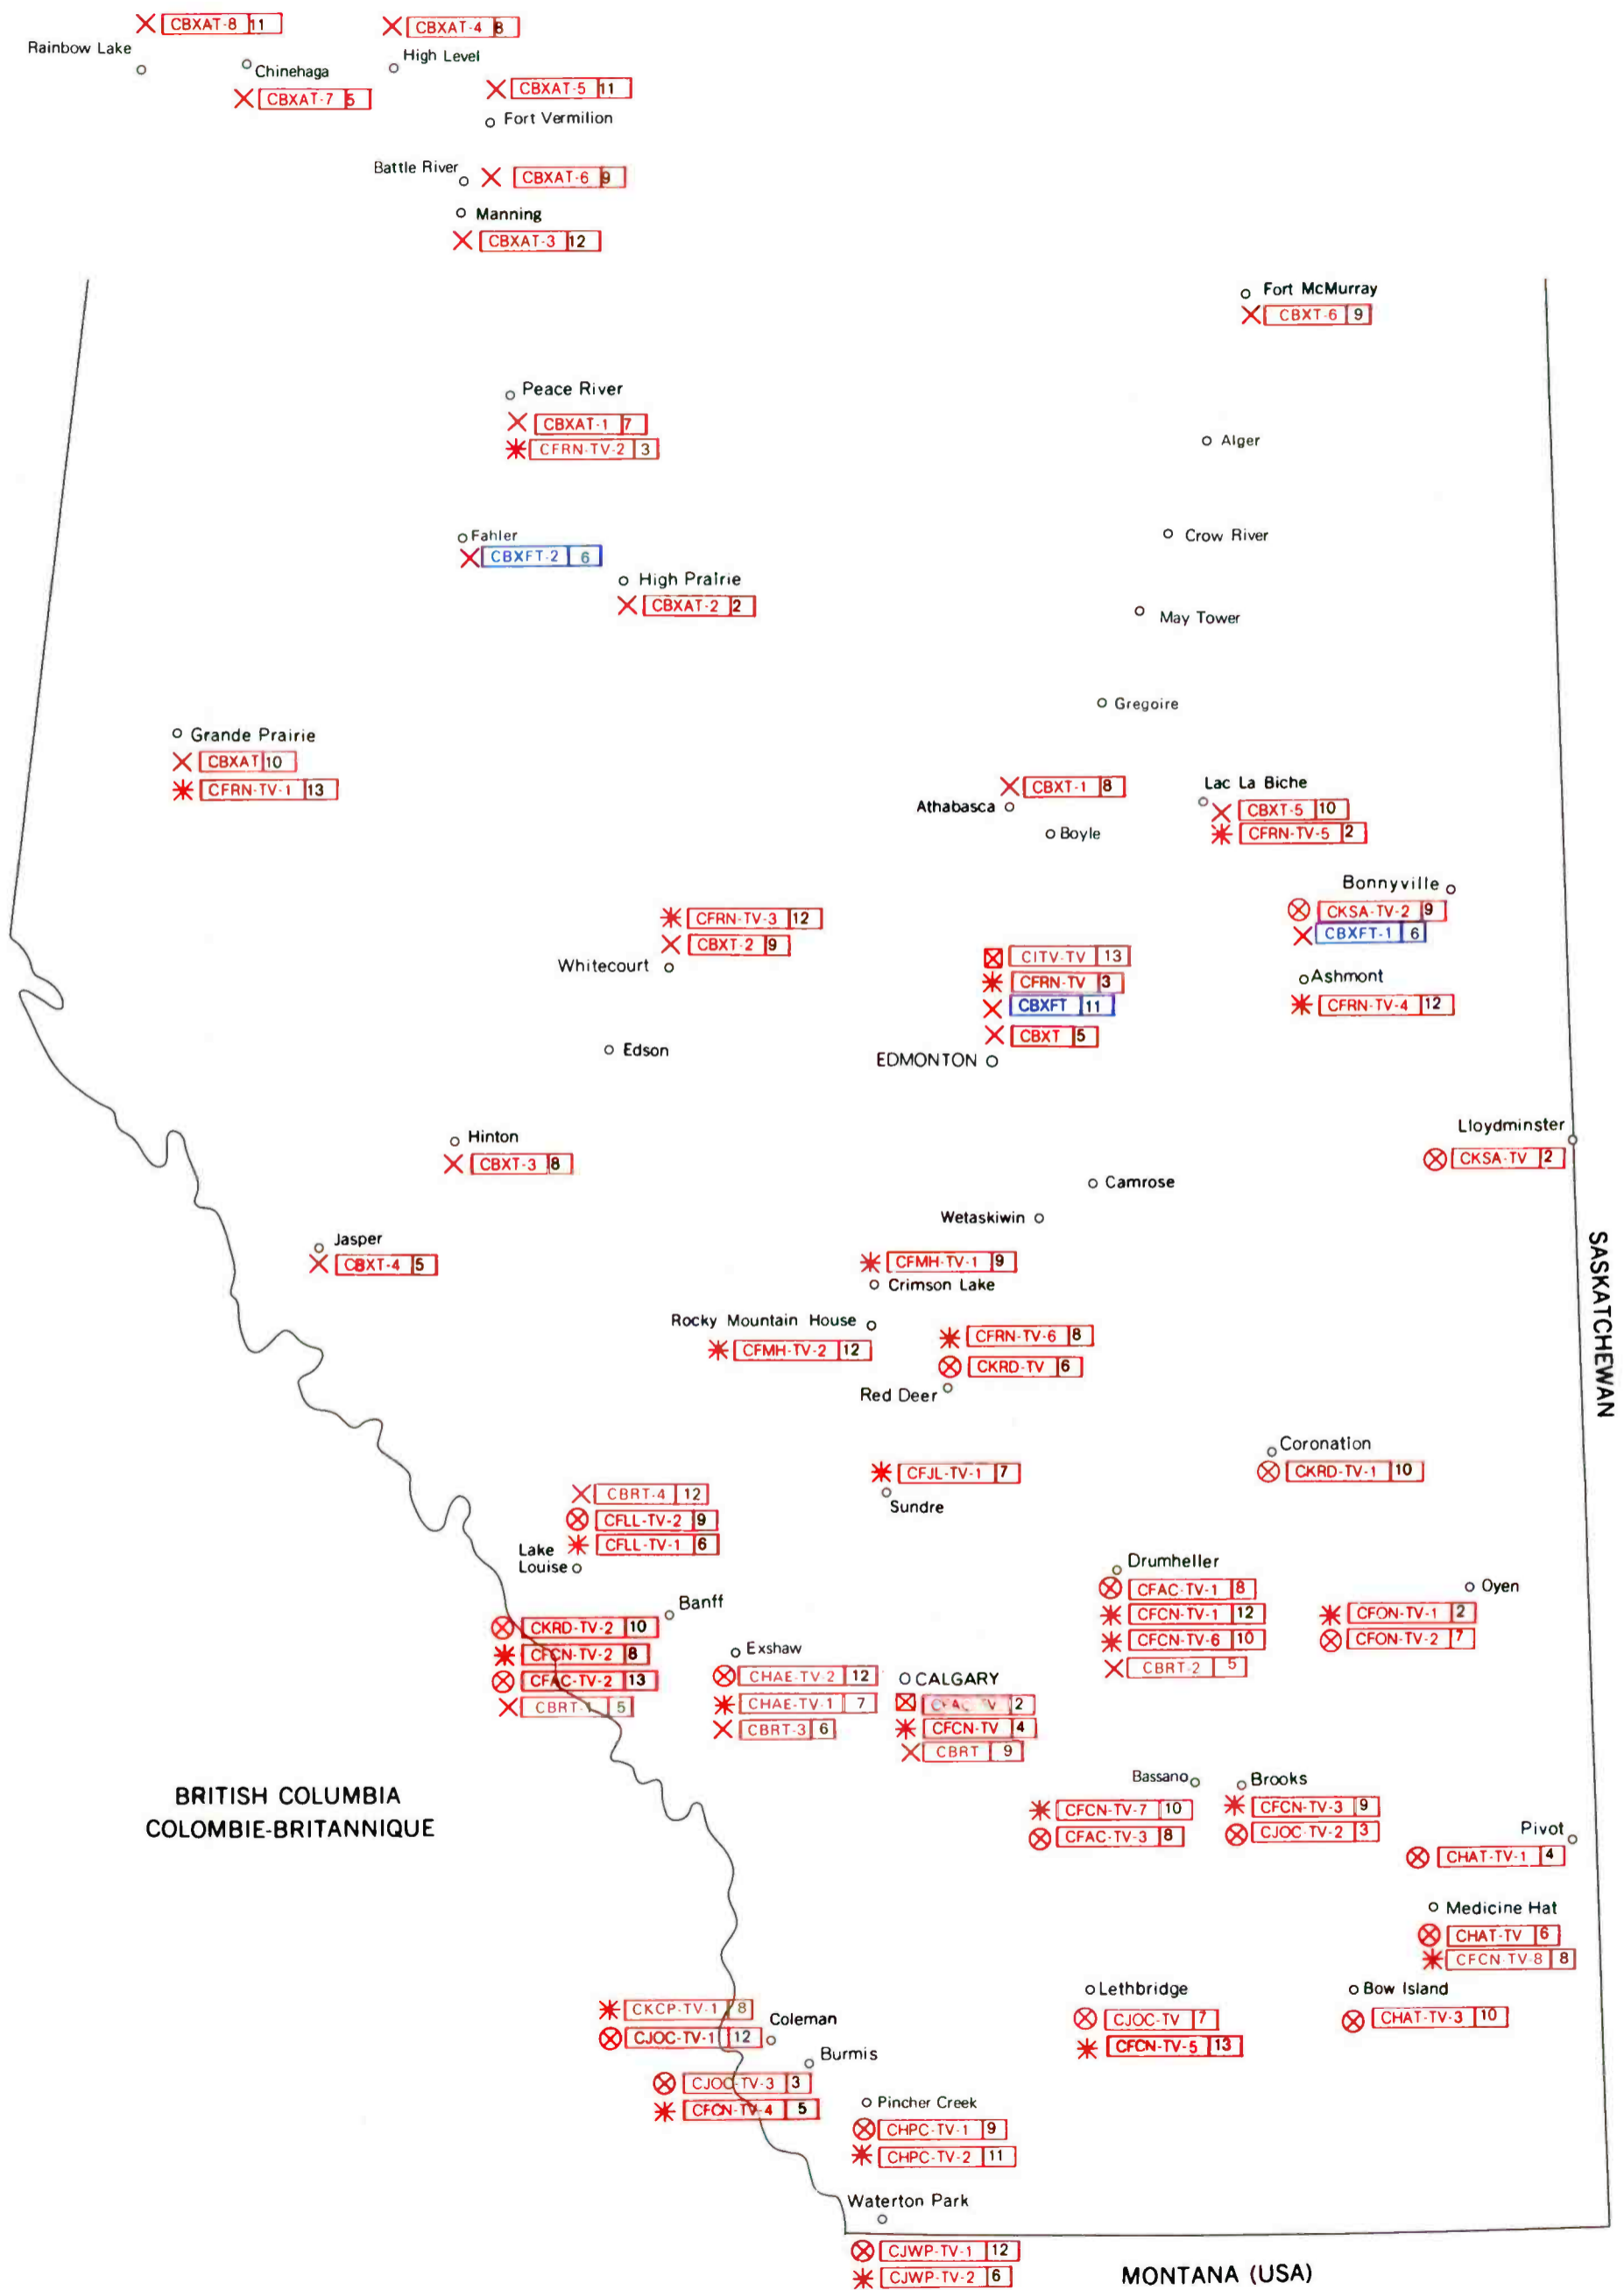 CBXAT-8 11
CBXAT-4 8
Rainbow Lake
High Level
Chinehaga
CBXAT-7 5
CBXAT-5 11
Fort Vermilion
Battle River
CBXAT-6 9
Manning
CBXAT-3 12
Fort McMurray
CBXT-6 9
Peace River
CBXAT-1 7
CFRN-TV-2 3
Alger
Fahler
CBXFT-2 6
Crow River
High Prairie
CBXAT-2 2
May Tower
Gregoire
Grande Prairie
CBXAT 10
CFRN-TV-1 13
CBXT-1 8
Athabasca
Boyle
Lac La Biche
CBXT-5 10
CFRN-TV-5 2
Bonnyville
CKSA-TV-2 9
CBXFT-1 6
CFRN-TV-3 12
CBXT-2 9
Whitecourt
CITV-TV 13
CFRN-TV 3
CBXFT 11
CBXT 5
EDMONTON
Ashmont
CFRN-TV-4 12
Edson
Lloydminster
CKSA-TV 2
Hinton
CBXT-3 8
Camrose
Wetaskiwin
Jasper
CBXT-4 5
CFMH-TV-1 9
Crimson Lake
SASKATCHEWAN
Rocky Mountain House
CFMH-TV-2 12
CFRN-TV-6 8
CKRD-TV 6
Red Deer
Coronation
CKRD-TV-1 10
CFJL-TV-1 7
Sundre
CBRT-4 12
CFLL-TV-2 9
CFLL-TV-1 6
Lake
Louise
Drumheller
CFAC-TV-1 8
CFCN-TV-1 12
CFCN-TV-6 10
CBRT-2 5
Oyen
CFON-TV-1 2
CFON-TV-2 7
Banff
CKRD-TV-2 10
CFCN-TV-2 8
CFAC-TV-2 13
CBRT-1 5
Exshaw
CHAE-TV-2 12
CHAE-TV-1 7
CBRT-3 6
CALGARY
CFAC-TV 2
CFCN-TV 4
CBRT 9
Bassano
CFCN-TV-7 10
CFAC-TV-3 8
Brooks
CFCN-TV-3 9
CJOC-TV-2 3
BRITISH COLUMBIA
COLOMBIE-BRITANNIQUE
Pivot
CHAT-TV-1 4
Medicine Hat
CHAT-TV 6
CFCN-TV-8 8
Lethbridge
CJOC-TV 7
CFCN-TV-5 13
Bow Island
CHAT-TV-3 10
CKCP-TV-1 8
CJOC-TV-1 12
Coleman
Burmis
CJOC-TV-3 3
CFCN-TV-4 5
Pincher Creek
CHPC-TV-1 9
CHPC-TV-2 11
Waterton Park
CJWP-TV-1 12
CJWP-TV-2 6
MONTANA (USA)